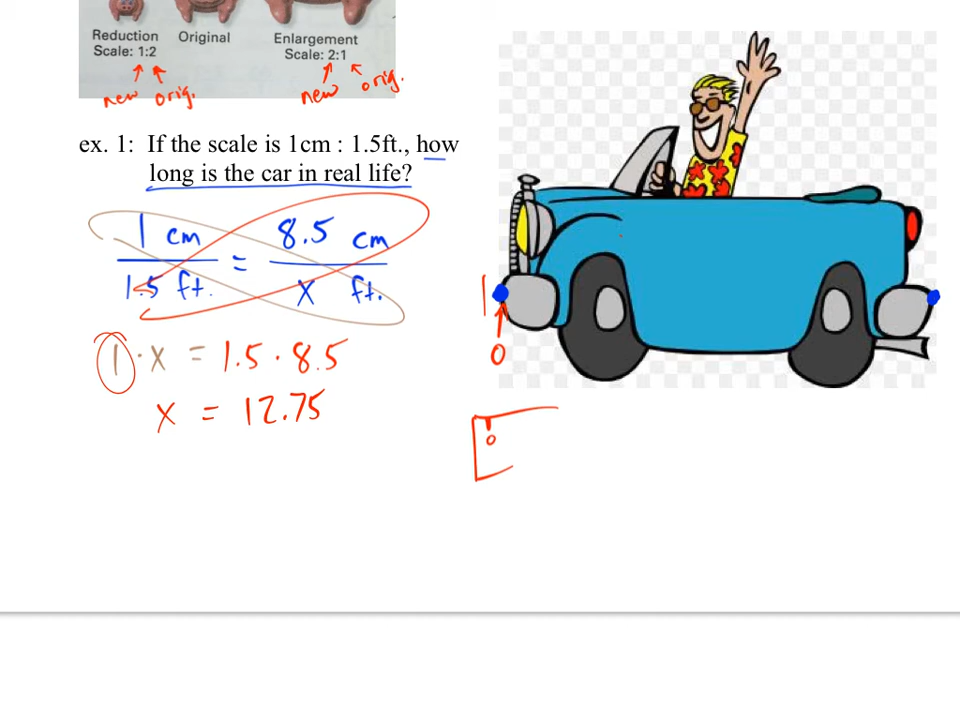 Reduction Original Enlargement
Scale: 1:2 Scale: 2:1
new orig. new orig.
ex. 1: If the scale is 1cm : 1.5ft., how
long is the car in real life?
1 cm = 8.5 cm
1.5 ft. x ft.
1 · x = 1.5 · 8.5
x = 12.75
0
0